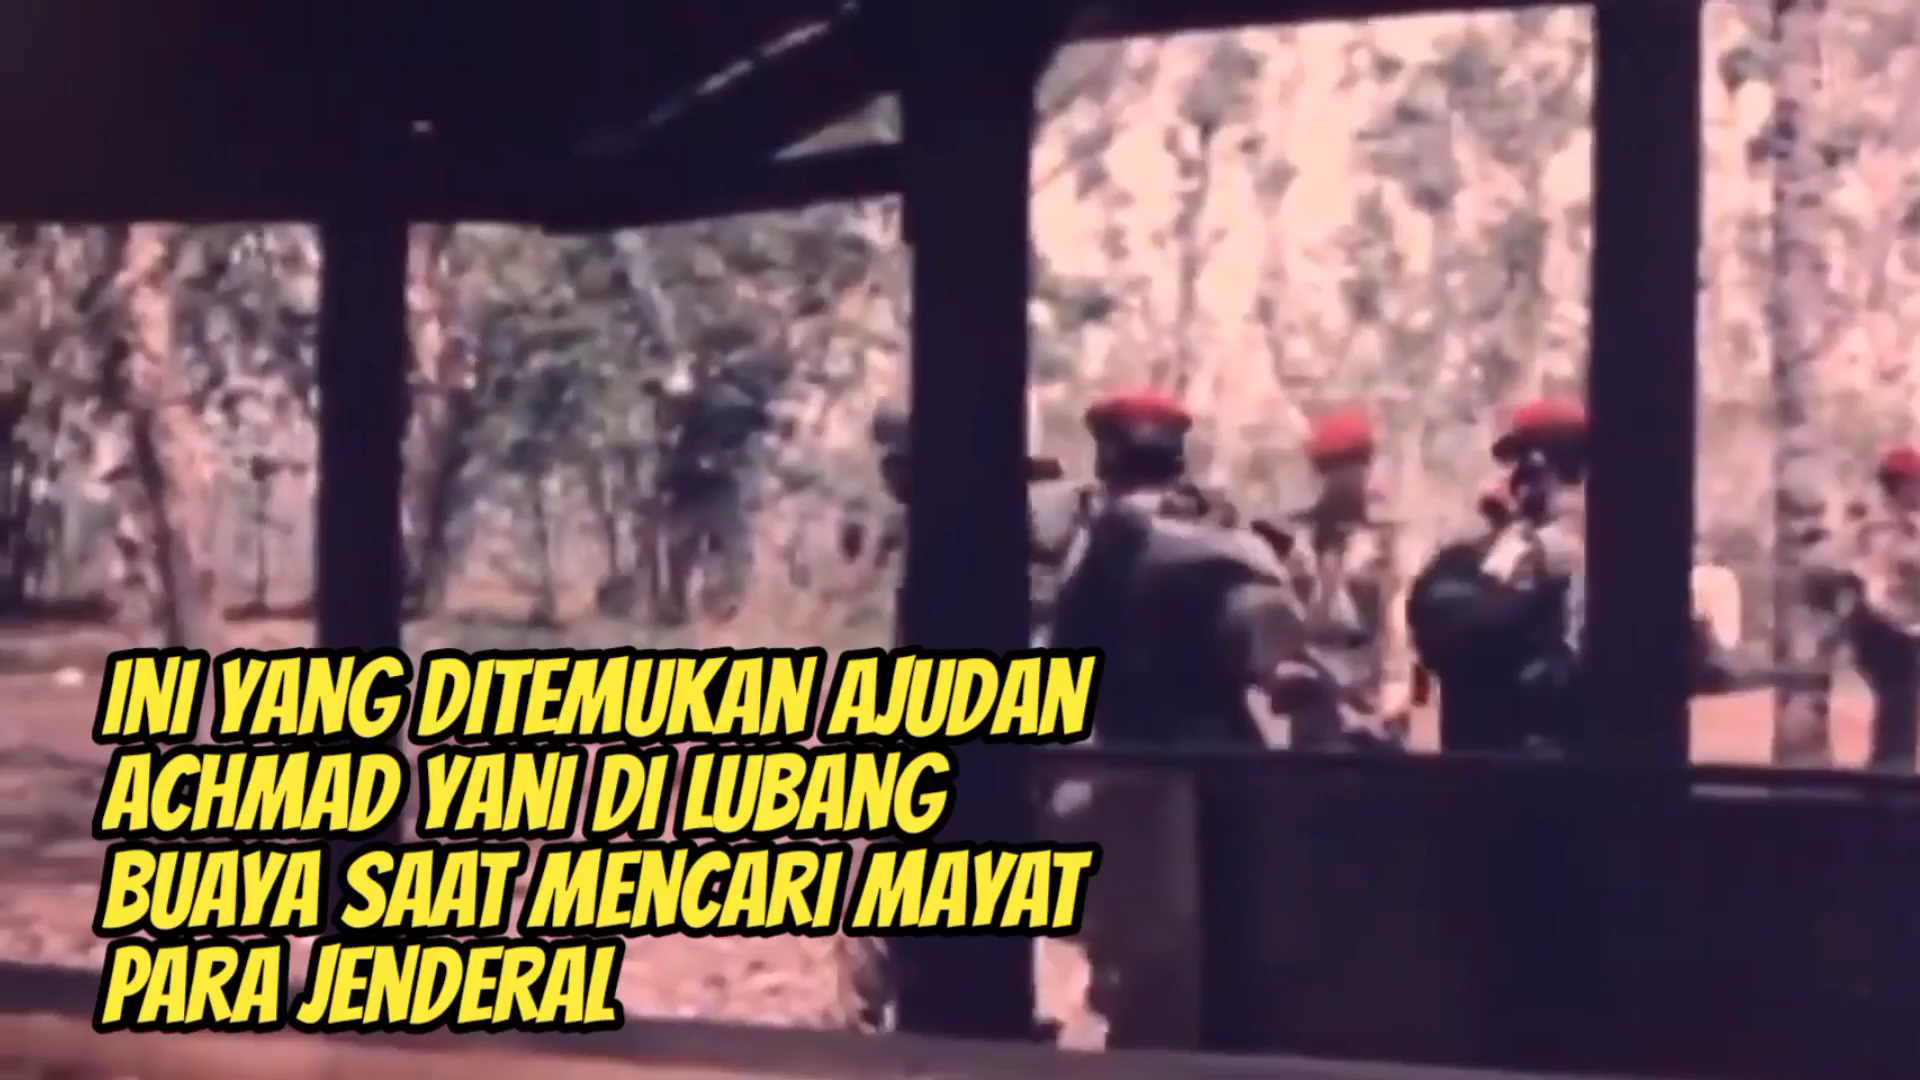 INI YANG DITEMUKAN AJUDAN
ACHMAD YANI DI LUBANG
BUAYA SAAT MENCARI MAYAT
PARA JENDERAL